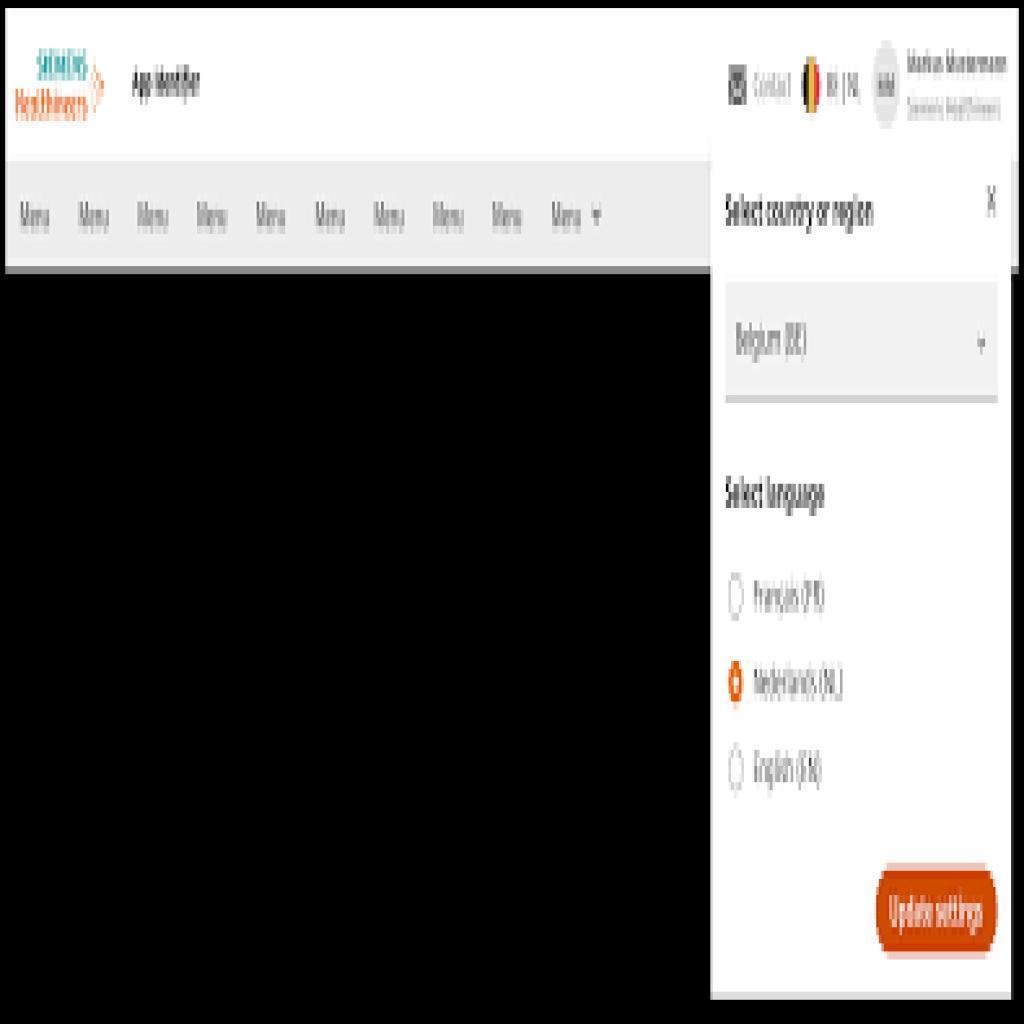 SIEMENS
Healthineers
App identifier
Contact
BE | NL
Markus Mustermann
Siemens Healthineers
Menu Menu Menu Menu Menu Menu Menu Menu Menu Menu
Select country or region
X
Belgium (BE)
Select language
Français (FR)
Nederlands (NL)
English (EN)
Update settings